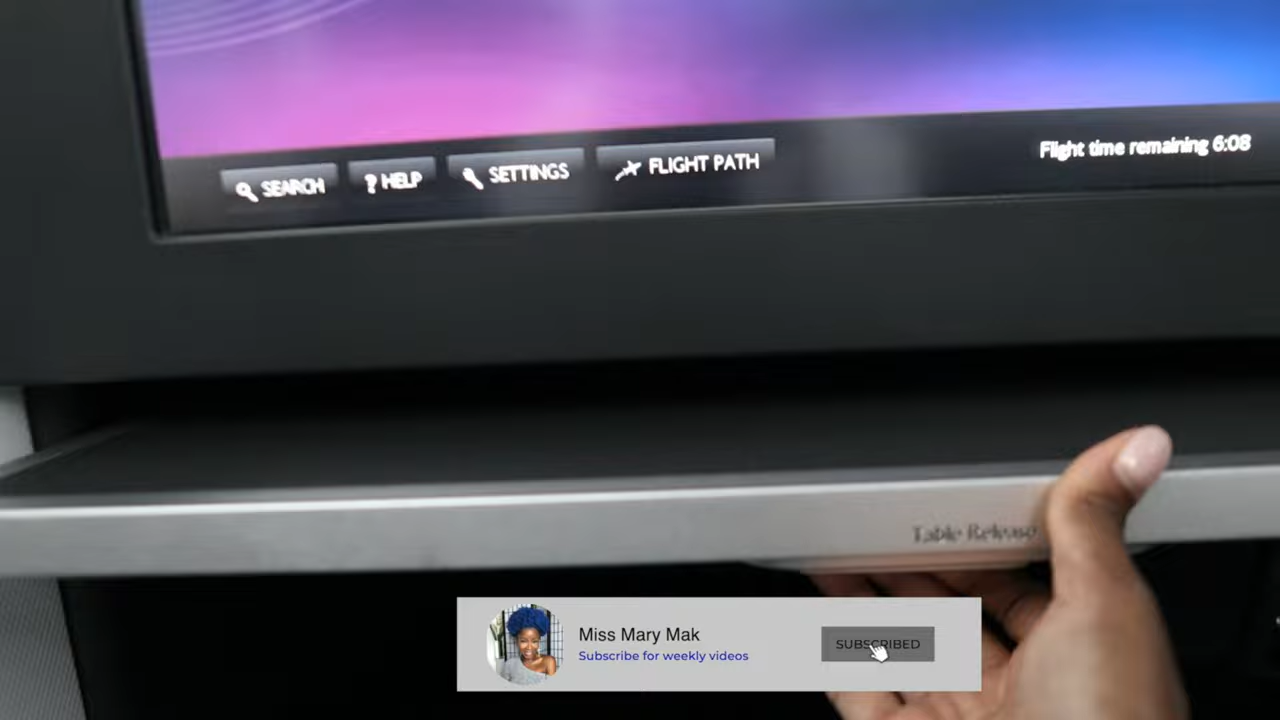 SEARCH
? HELP
SETTINGS
FLIGHT PATH
Flight time remaining 6:08
Table Release
Miss Mary Mak
Subscribe for weekly videos
SUBSCRIBED